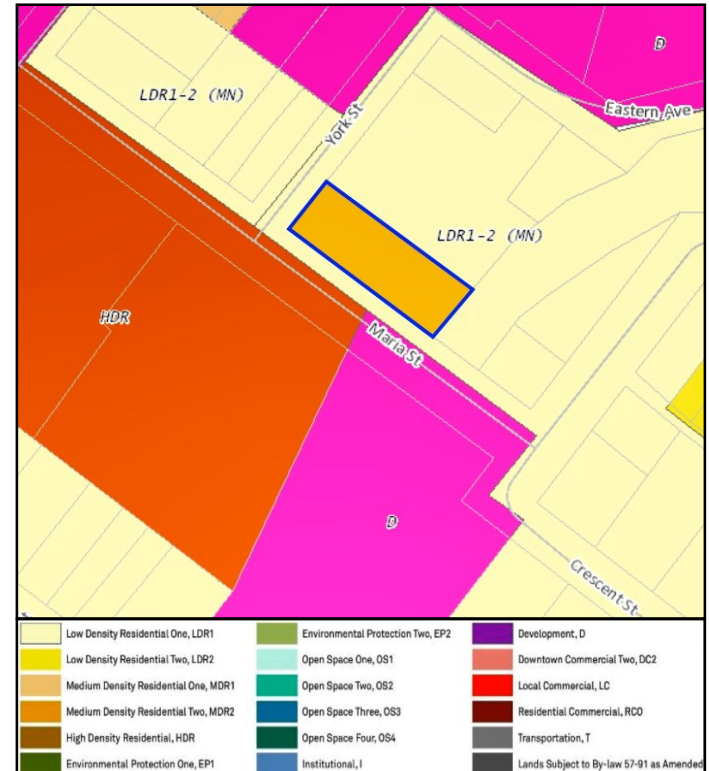 D
LDR1-2 (MN)
Eastern Ave
York St
LDR1-2 (MN)
HDR
Maria St
D
Crescent St
Low Density Residential One, LDR1
Low Density Residential Two, LDR2
Medium Density Residential One, MDR1
Medium Density Residential Two, MDR2
High Density Residential, HDR
Environmental Protection One, EP1
Environmental Protection Two, EP2
Open Space One, OS1
Open Space Two, OS2
Open Space Three, OS3
Open Space Four, OS4
Institutional, I
Development, D
Downtown Commercial Two, DC2
Local Commercial, LC
Residential Commercial, RCO
Transportation, T
Lands Subject to By-law 57-91 as Amended